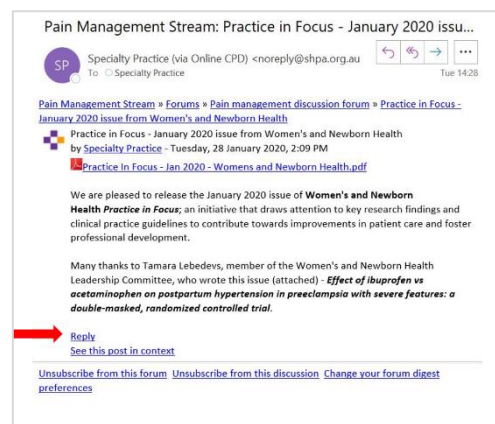 Pain Management Stream: Practice in Focus - January 2020 issu...
SP
Specialty Practice (via Online CPD) <noreply@shpa.org.au
To Specialty Practice
Tue 14:28
Pain Management Stream » Forums » Pain management discussion forum » Practice in Focus -
January 2020 issue from Women's and Newborn Health
Practice in Focus - January 2020 issue from Women's and Newborn Health
by Specialty Practice - Tuesday, 28 January 2020, 2:09 PM
Practice In Focus - Jan 2020 - Womens and Newborn Health.pdf
We are pleased to release the January 2020 issue of Women's and Newborn
Health Practice in Focus; an initiative that draws attention to key research findings and
clinical practice guidelines to contribute towards improvements in patient care and foster
professional development.
Many thanks to Tamara Lebedevs, member of the Women's and Newborn Health
Leadership Committee, who wrote this issue (attached) - Effect of ibuprofen vs
acetaminophen on postpartum hypertension in preeclampsia with severe features: a
double-masked, randomized controlled trial.
Reply
See this post in context
Unsubscribe from this forum Unsubscribe from this discussion Change your forum digest
preferences